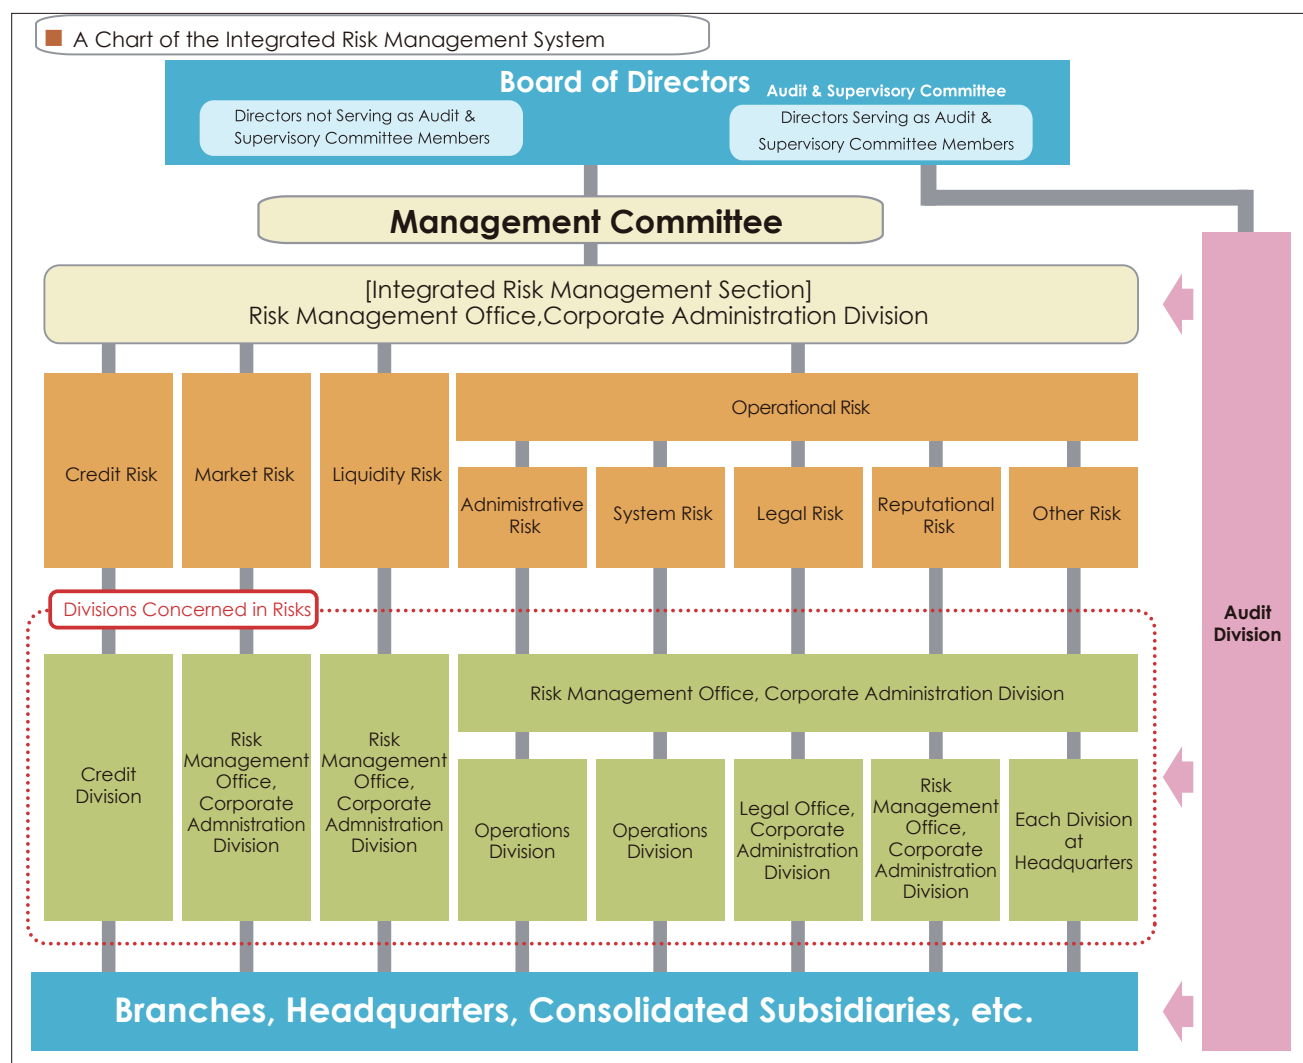 A Chart of the Integrated Risk Management System
Board of Directors
Audit & Supervisory Committee
Directors not Serving as Audit &
Supervisory Committee Members
Directors Serving as Audit &
Supervisory Committee Members
Management Committee
[Integrated Risk Management Section]
Risk Management Office,Corporate Administration Division
Credit Risk
Market Risk
Liquidity Risk
Operational Risk
Adnimistrative
Risk
System Risk
Legal Risk
Reputational
Risk
Other Risk
Divisions Concerned in Risks
Audit
Division
Credit
Division
Risk
Management
Office,
Corporate
Admnistration
Division
Risk
Management
Office,
Corporate
Admnistration
Division
Risk Management Office, Corporate Administration Division
Operations
Division
Operations
Division
Legal Office,
Corporate
Administration
Division
Risk
Management
Office,
Corporate
Administration
Division
Each Division
at
Headquarters
Branches, Headquarters, Consolidated Subsidiaries, etc.